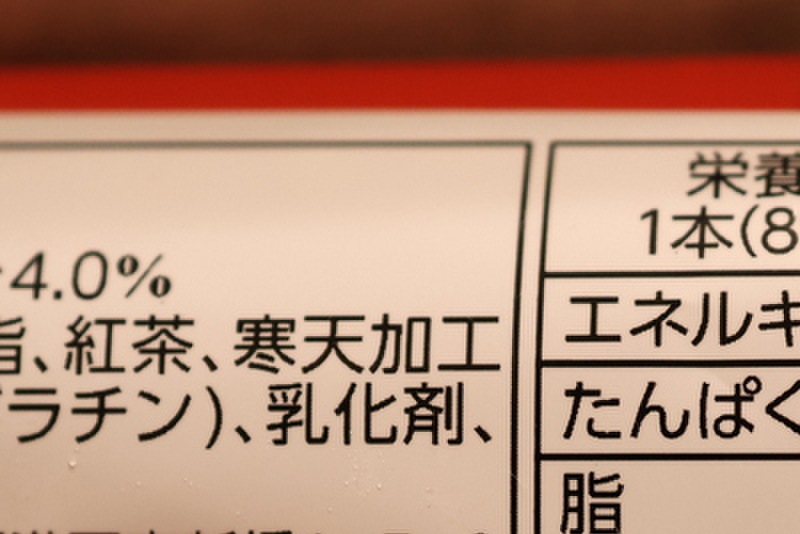 4.0%
、紅茶、寒天加工
ラチン)、乳化剤、
栄養
1本(8
エネルキ
たんぱく
脂